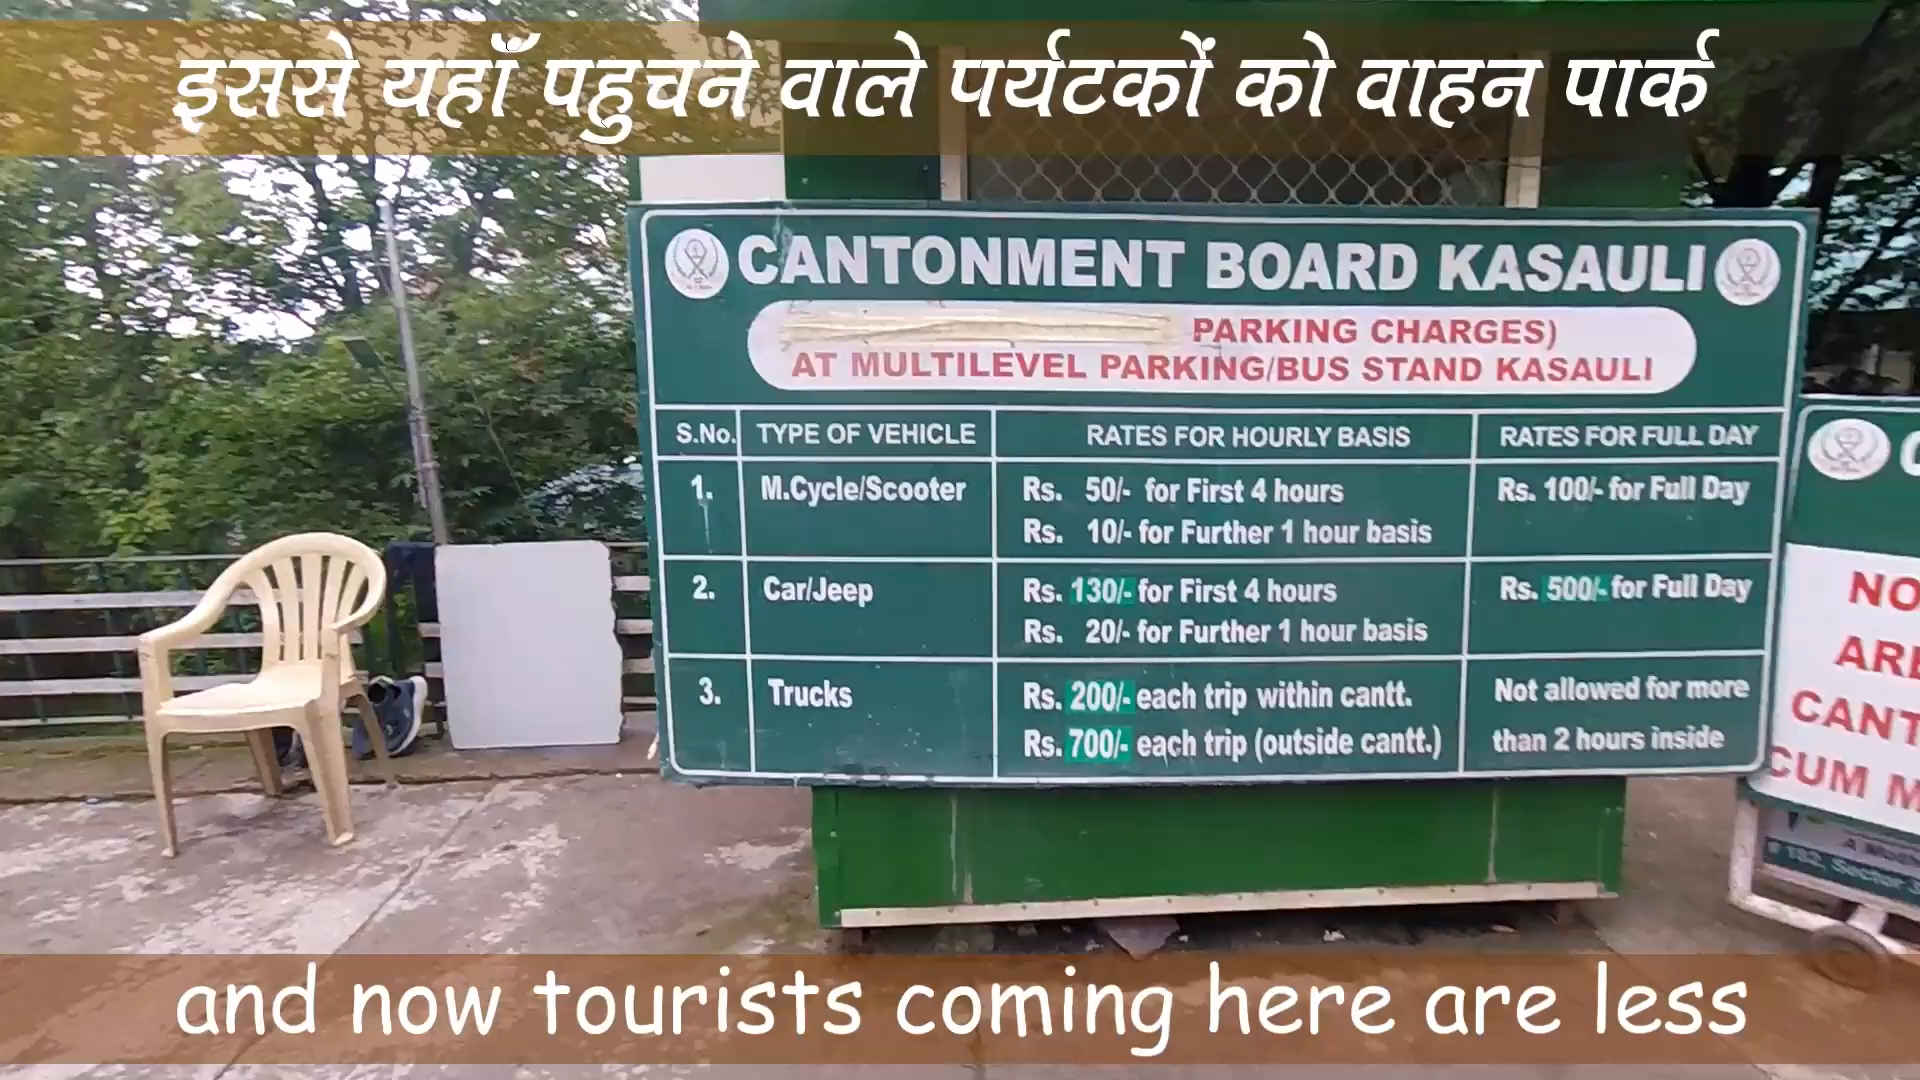 इससे यहाँ पहुचने वाले पर्यटकों को वाहन पार्क
CANTONMENT BOARD KASAULI
PARKING CHARGES)
AT MULTILEVEL PARKING/BUS STAND KASAULI
S.No. TYPE OF VEHICLE RATES FOR HOURLY BASIS RATES FOR FULL DAY
1. M.Cycle/Scooter Rs. 50/- for First 4 hours Rs. 100/- for Full Day
Rs. 10/- for Further 1 hour basis
2. Car/Jeep Rs. 130/- for First 4 hours Rs. 500/- for Full Day
Rs. 20/- for Further 1 hour basis
3. Trucks Rs. 200/- each trip within cantt. Not allowed for more
Rs. 700/- each trip (outside cantt.) than 2 hours inside
NO
ARE
CANT
CUM M
and now tourists coming here are less